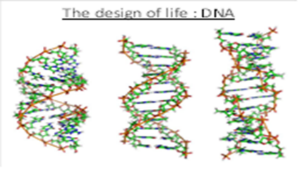 The design of life : DNA